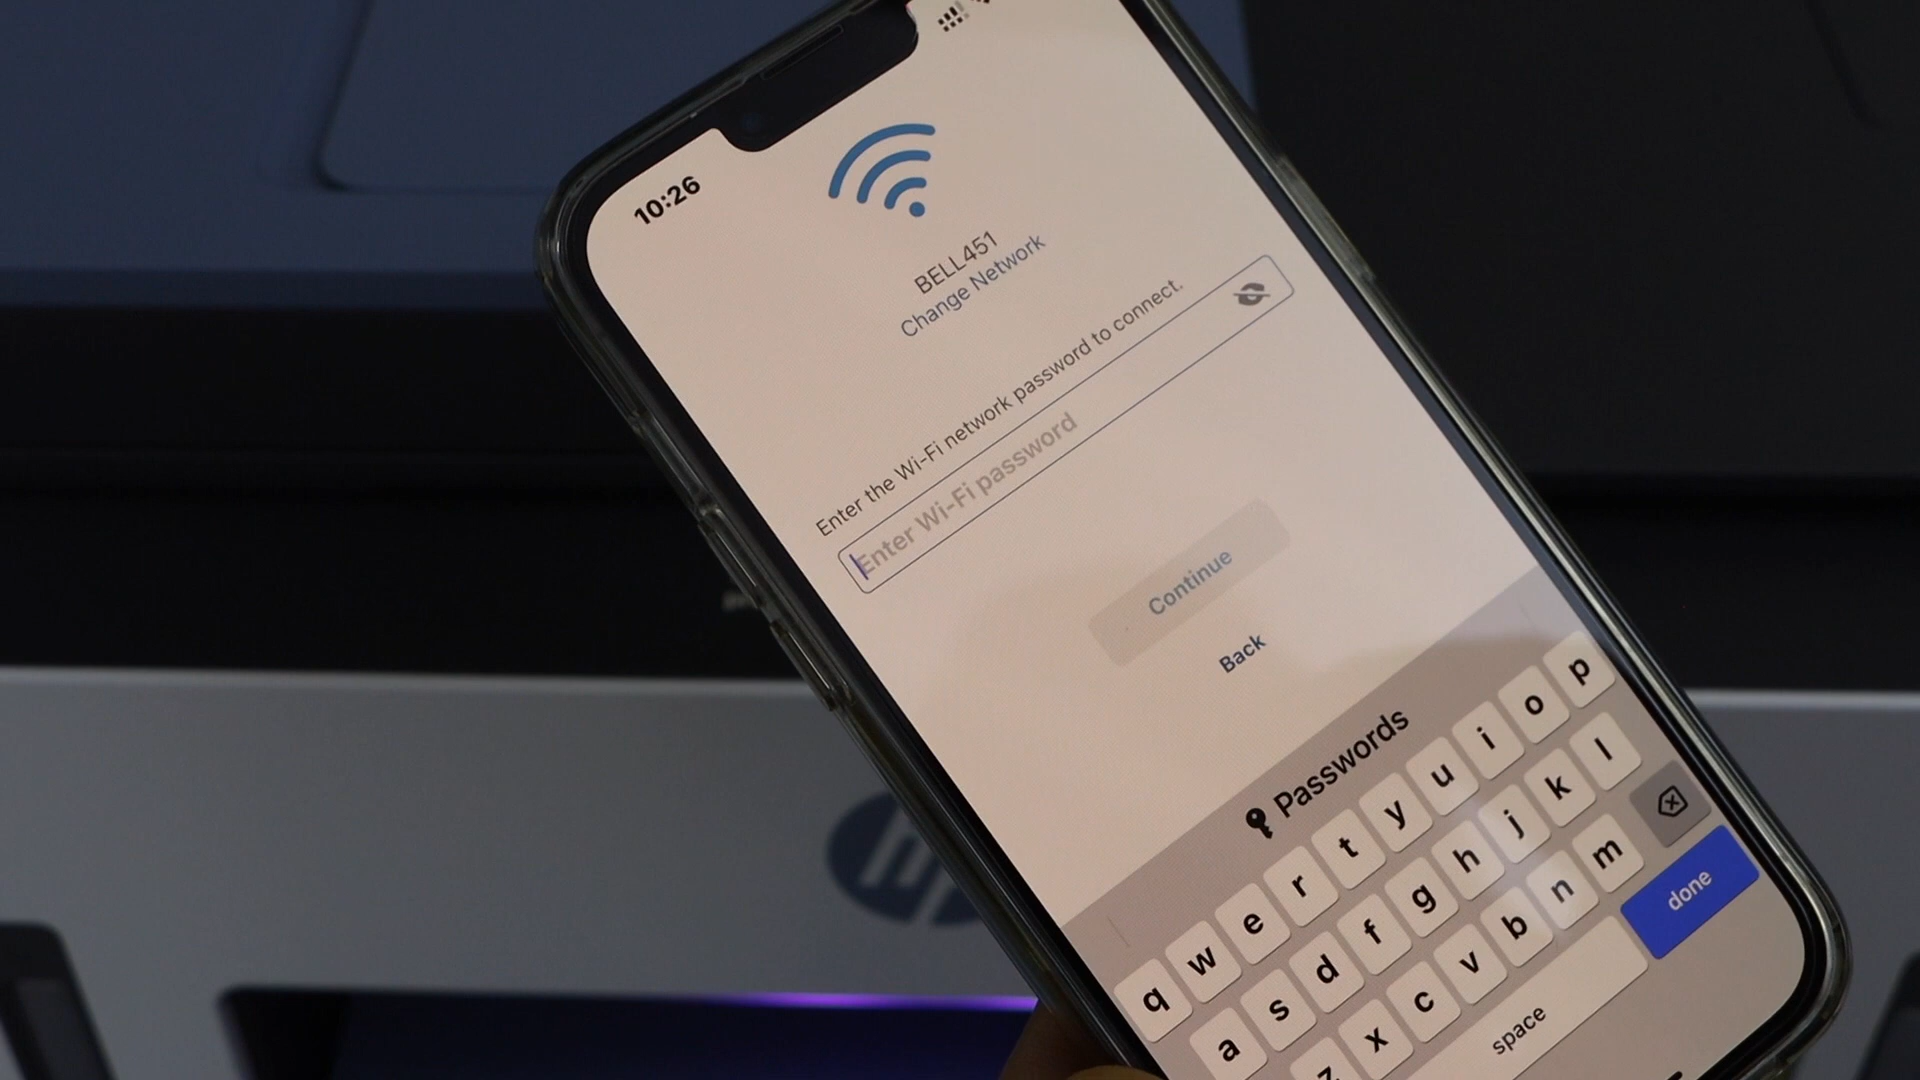 10:26
BELL451
Change Network
Enter the Wi-Fi network password to connect.
Enter Wi-Fi password
Continue
Back
Passwords
q w e r t y u i o p
a s d f g h j k l
z x c v b n m
space done
hp